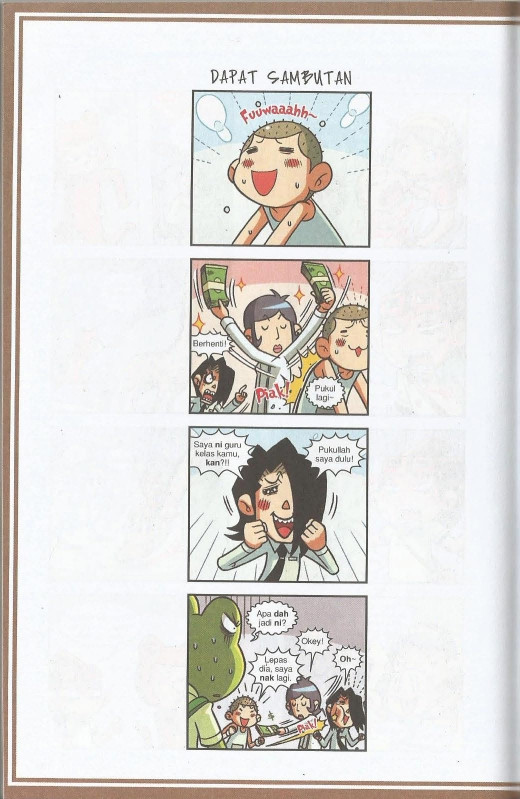 DAPAT SAMBUTAN
Fuuwaaahh~
Berhenti!
Piak!
Pukul
lagi~
Saya ni guru
kelas kamu,
kan?!!
Pukullah
saya dulu!
Apa dah
jadi ni?
Okey!
Lepas
dia, saya
nak lagi.
Oh~
Piak!